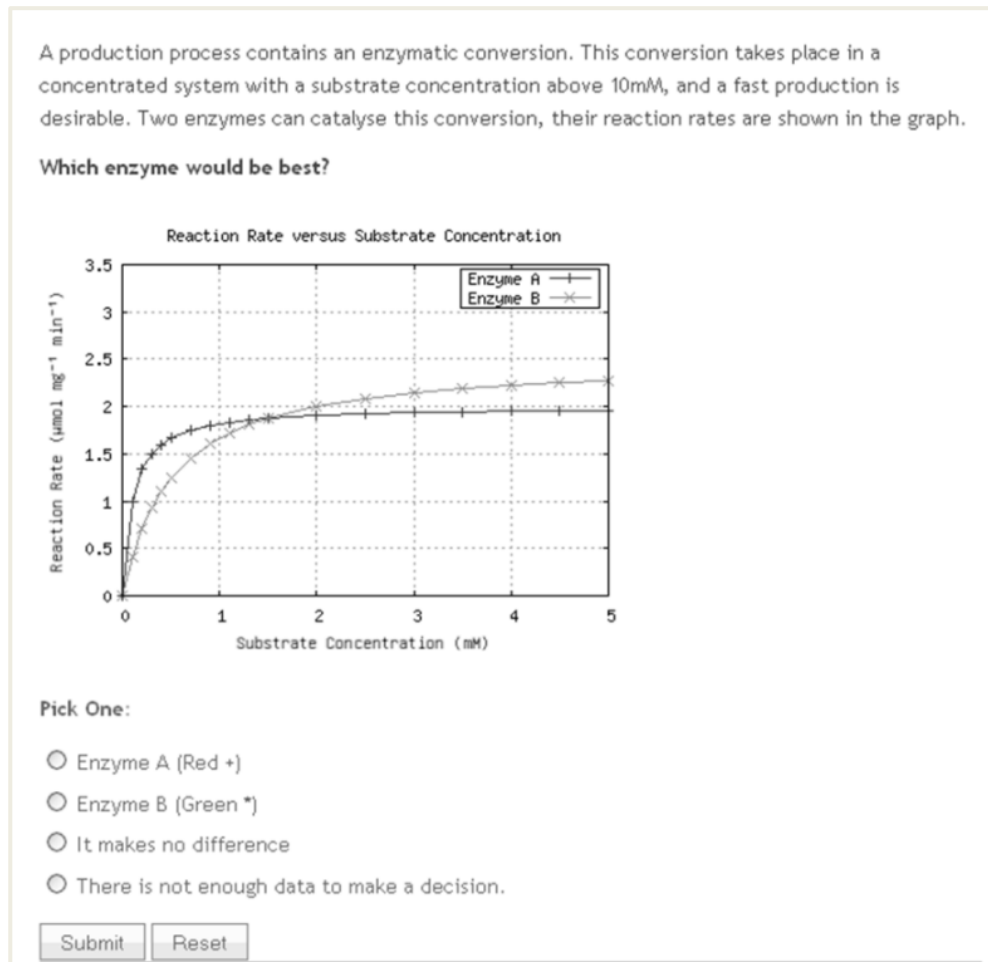 A production process contains an enzymatic conversion. This conversion takes place in a
concentrated system with a substrate concentration above 10mM, and a fast production is
desirable. Two enzymes can catalyse this conversion, their reaction rates are shown in the graph.
Which enzyme would be best?
Reaction Rate versus Substrate Concentration
Enzyme A
Enzyme B
3.5
3
2.5
2
1.5
1
0.5
0
Reaction Rate (µmol mg⁻¹ min⁻¹)
0 1 2 3 4 5
Substrate Concentration (mM)
Pick One:
Enzyme A (Red +)
Enzyme B (Green *)
It makes no difference
There is not enough data to make a decision.
Submit Reset